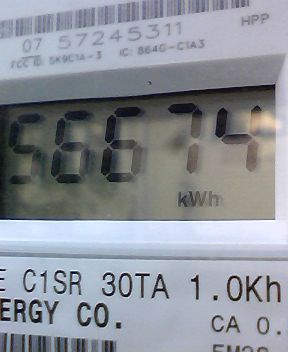 HPP
07 57245311
FCC ID: SK9C1A-3 IC: 864G-C1A3
56674
kWh
E C1SR 30TA 1.0Kh
ERGY CO.
CA 0.